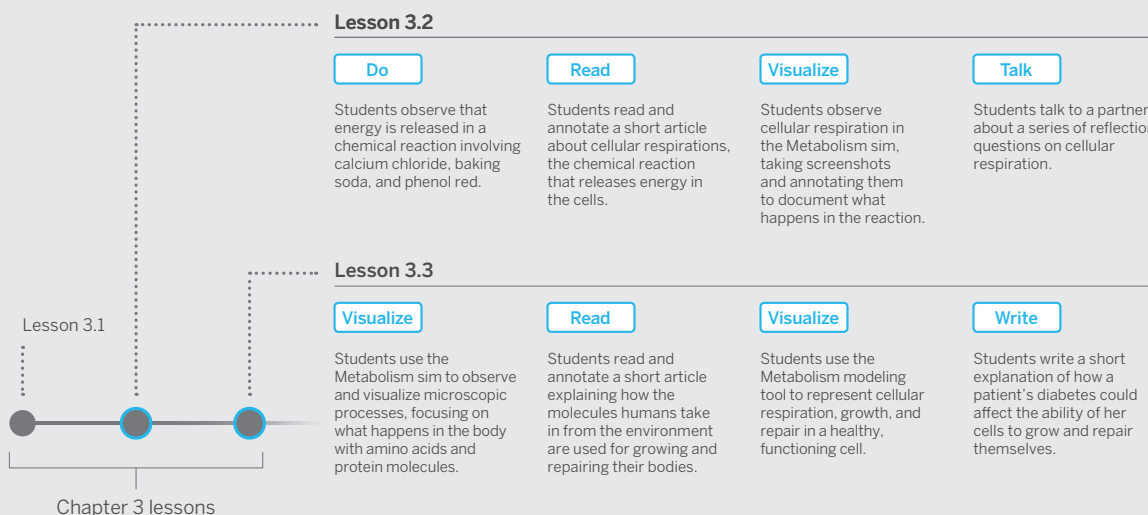 Lesson 3.2
Do
Students observe that
energy is released in a
chemical reaction involving
calcium chloride, baking
soda, and phenol red.
Read
Students read and
annotate a short article
about cellular respirations,
the chemical reaction
that releases energy in
the cells.
Visualize
Students observe
cellular respiration in
the Metabolism sim,
taking screenshots
and annotating them
to document what
happens in the reaction.
Talk
Students talk to a partner
about a series of reflection
questions on cellular
respiration.
Lesson 3.3
Visualize
Students use the
Metabolism sim to observe
and visualize microscopic
processes, focusing on
what happens in the body
with amino acids and
protein molecules.
Read
Students read and
annotate a short article
explaining how the
molecules humans take
in from the environment
are used for growing and
repairing their bodies.
Visualize
Students use the
Metabolism modeling
tool to represent cellular
respiration, growth, and
repair in a healthy,
functioning cell.
Write
Students write a short
explanation of how a
patient's diabetes could
affect the ability of her
cells to grow and repair
themselves.
Lesson 3.1
Chapter 3 lessons